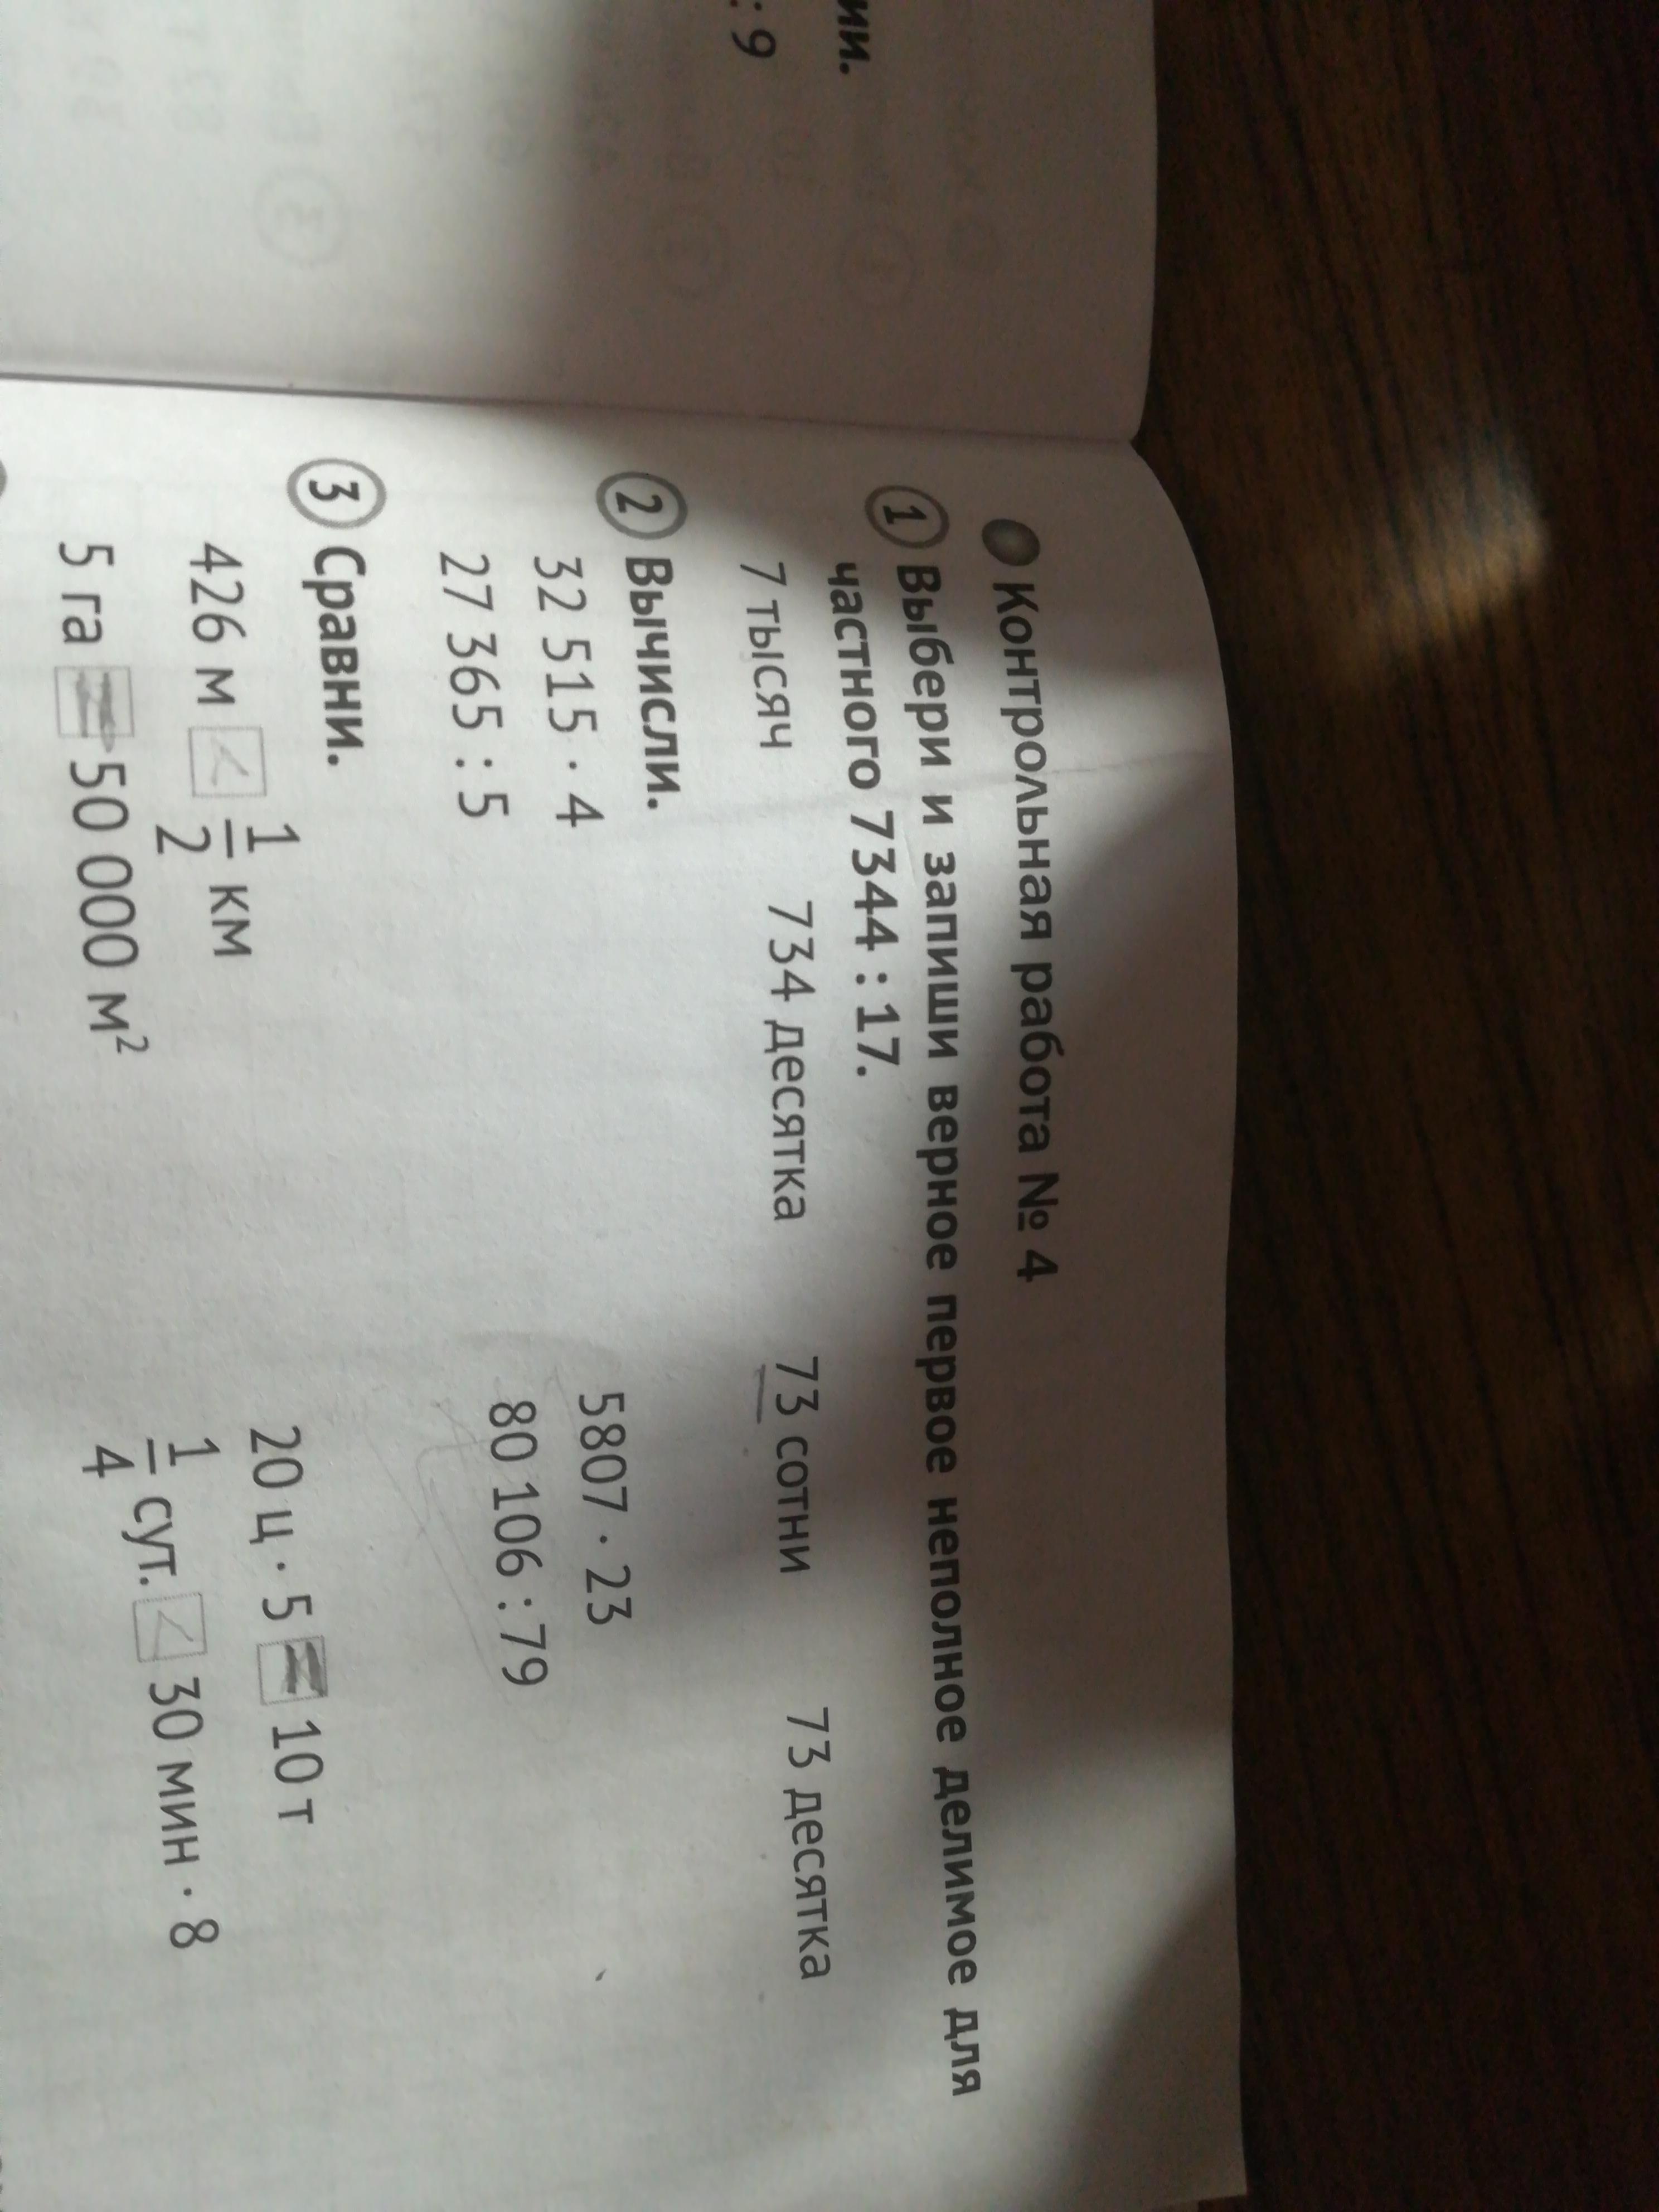 ии.
: 9
Контрольная работа № 4
1 Выбери и запиши верное первое неполное делимое для
частного 7344 : 17.
7 тысяч 734 десятка 73 сотни 73 десятка
2 Вычисли.
32 515 · 4 5807 · 23
27 365 : 5 80 106 : 79
3 Сравни.
426 м < 1/2 км 20 ц · 5 = 10 т
5 га = 50 000 м² 1/4 сут. < 30 мин · 8